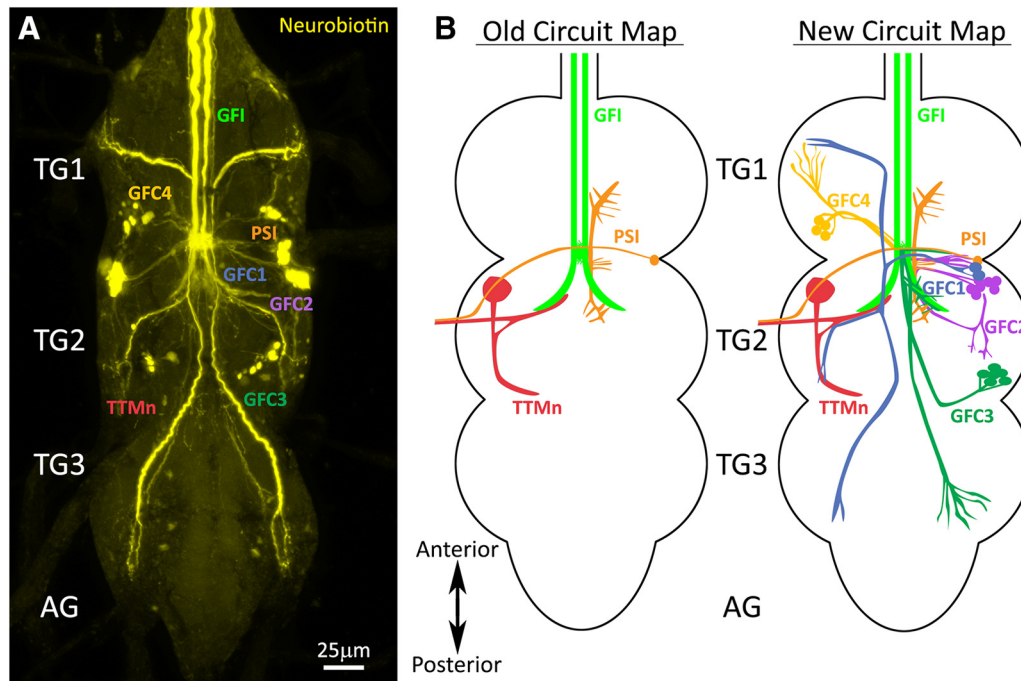 A
Neurobiotin
GFI
TG1
GFC4
PSI
GFC1
GFC2
TG2
TTMn
GFC3
TG3
AG
25μm
B
Old Circuit Map
GFI
PSI
TTMn
Anterior
Posterior
New Circuit Map
GFI
TG1
GFC4
PSI
GFC1
GFC2
TG2
TTMn
GFC3
TG3
AG